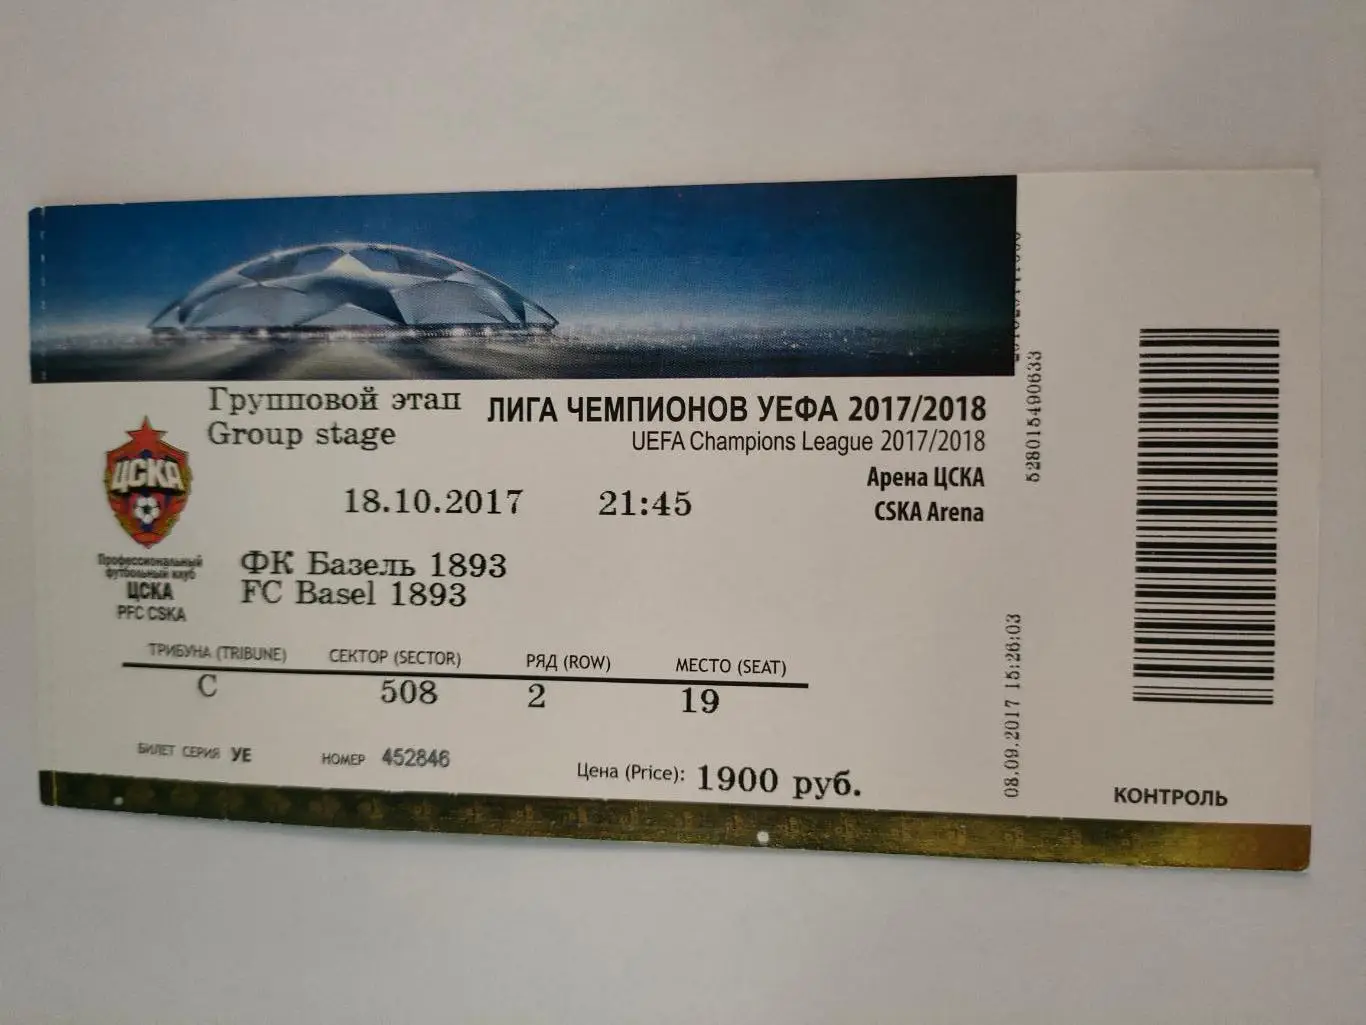 Групповой этап
Group stage
ЛИГА ЧЕМПИОНОВ УЕФА 2017/2018
UEFA Champions League 2017/2018
Арена ЦСКА
CSKA Arena
18.10.2017 21:45
ЦСКА
Профессиональный
футбольный клуб
ЦСКА
PFC CSKA
ФК Базель 1893
FC Basel 1893
ТРИБУНА (TRIBUNE) СЕКТОР (SECTOR) РЯД (ROW) МЕСТО (SEAT)
C 508 2 19
БИЛЕТ СЕРИЯ УЕ НОМЕР 452846
Цена (Price): 1900 руб.
528015490633
08.09.2017 15:26:03
КОНТРОЛЬ